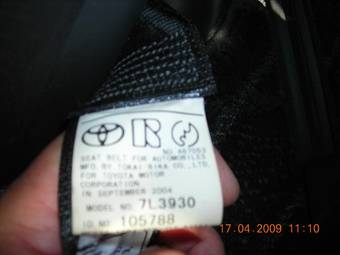 NO. A57053
SEAT BELT FOR AUTOMOBILES
MFD. BY TOKAI RIKA CO., LTD.
FOR TOYOTA MOTOR
CORPORATION
IN SEPTEMBER 2004
MODEL NO. 7L3930
ID NO. 105788
17.04.2009 11:10